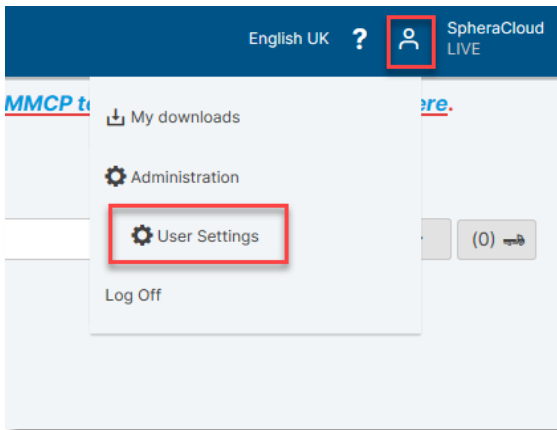 English UK ? SpheraCloud
LIVE
MMCP t ere.
My downloads
Administration
User Settings
(0)
Log Off